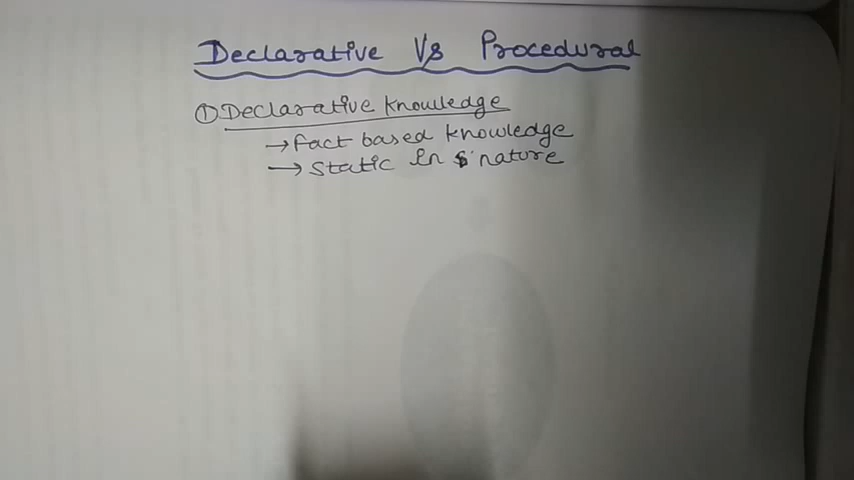 Declarative Vs Procedural
① Declarative knowledge
→ fact based knowledge
→ static in nature